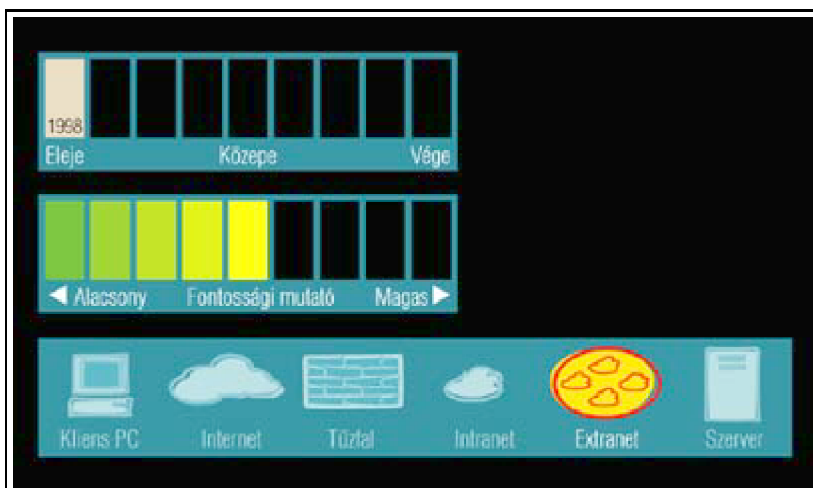 1998
Eleje Közepe Vége
◀ Alacsony Fontossági mutató Magas ▶
Kliens PC Internet Tűzfal Intranet Extranet Szerver